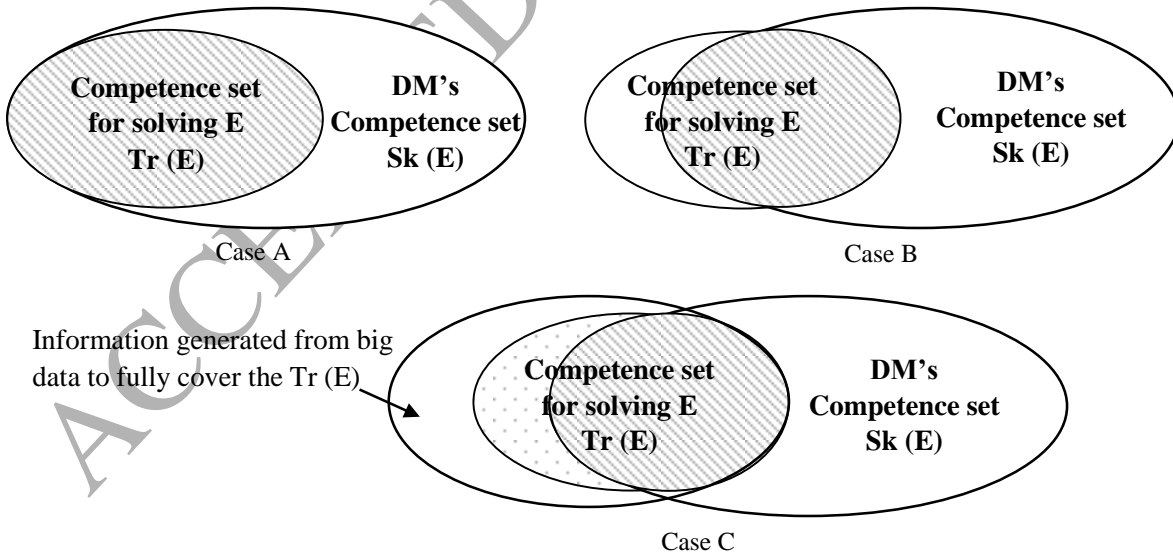 Competence set
for solving E
Tr (E)
DM's
Competence set
Sk (E)
Case A
Competence set
for solving E
Tr (E)
DM's
Competence set
Sk (E)
Case B
Information generated from big
data to fully cover the Tr (E)
Competence set
for solving E
Tr (E)
DM's
Competence set
Sk (E)
Case C
ACCE
D